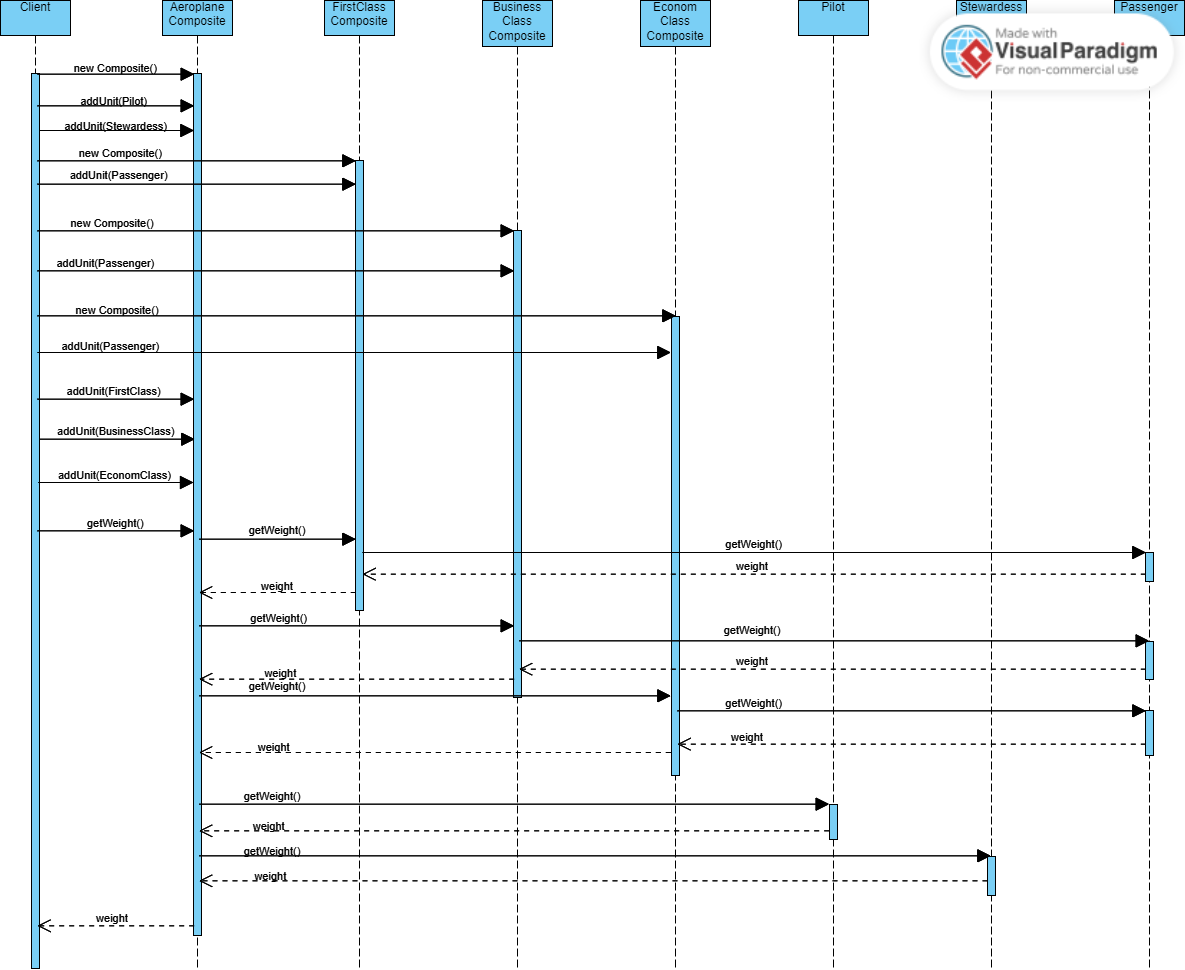 Client
Aeroplane
Composite
FirstClass
Composite
Business
Class
Composite
Econom
Class
Composite
Pilot
Stewardess
Passenger
Made with
VisualParadigm
For non-commercial use
new Composite()
addUnit(Pilot)
addUnit(Stewardess)
new Composite()
addUnit(Passenger)
new Composite()
addUnit(Passenger)
new Composite()
addUnit(Passenger)
addUnit(FirstClass)
addUnit(BusinessClass)
addUnit(EconomClass)
getWeight()
getWeight()
getWeight()
weight
weight
getWeight()
getWeight()
weight
weight
getWeight()
getWeight()
weight
weight
getWeight()
weight
getWeight()
weight
weight